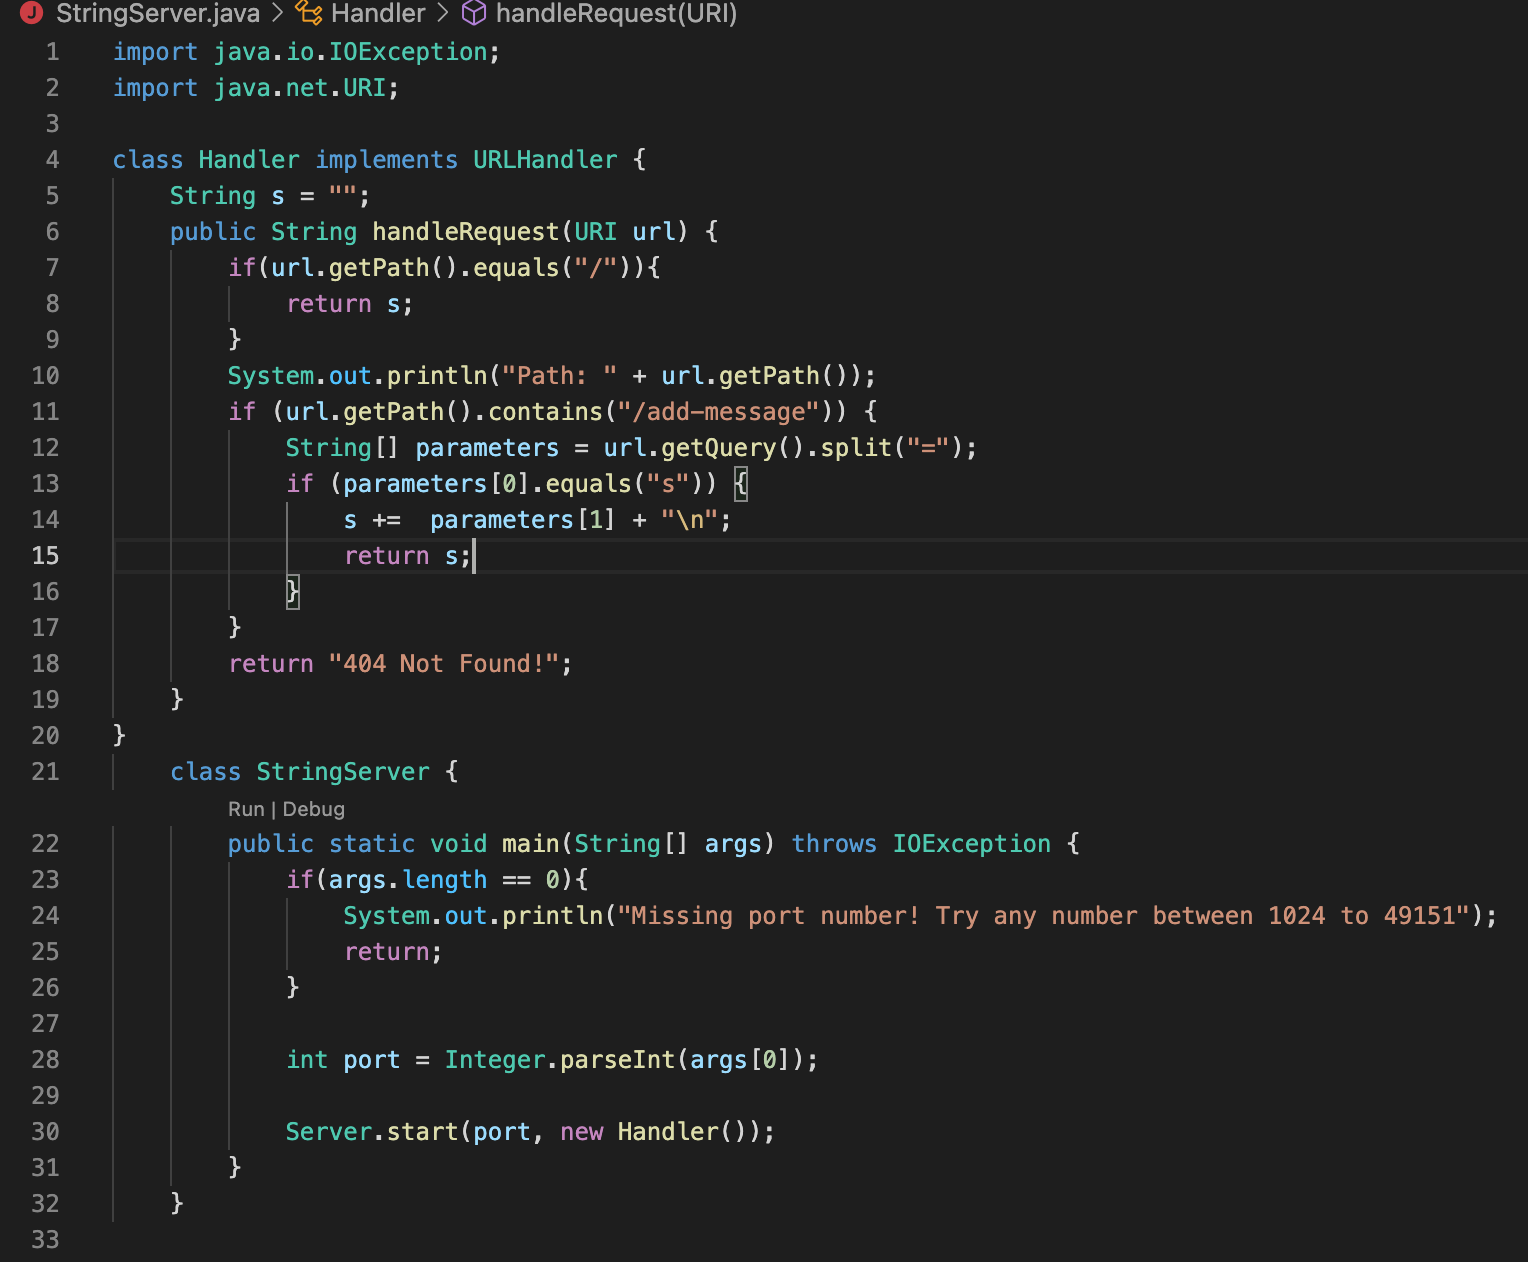 StringServer.java > Handler > handleRequest(URI)
1 import java.io.IOException;
2 import java.net.URI;
3
4 class Handler implements URLHandler {
5     String s = "";
6     public String handleRequest(URI url) {
7         if(url.getPath().equals("/")){
8             return s;
9         }
10         System.out.println("Path: " + url.getPath());
11         if (url.getPath().contains("/add-message")) {
12             String[] parameters = url.getQuery().split("=");
13             if (parameters[0].equals("s")) {
14                 s +=  parameters[1] + "\n";
15                 return s;
16             }
17         }
18         return "404 Not Found!";
19     }
20 }
21     class StringServer {
Run | Debug
22         public static void main(String[] args) throws IOException {
23             if(args.length == 0){
24                 System.out.println("Missing port number! Try any number between 1024 to 49151");
25                 return;
26             }
27
28             int port = Integer.parseInt(args[0]);
29
30             Server.start(port, new Handler());
31         }
32     }
33